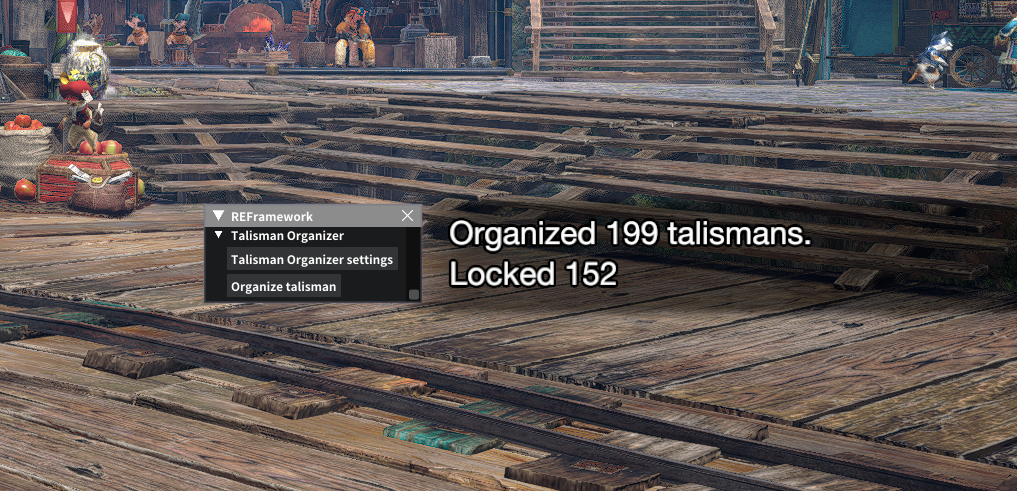 REFramework
Talisman Organizer
Talisman Organizer settings
Organize talisman
Organized 199 talismans.
Locked 152